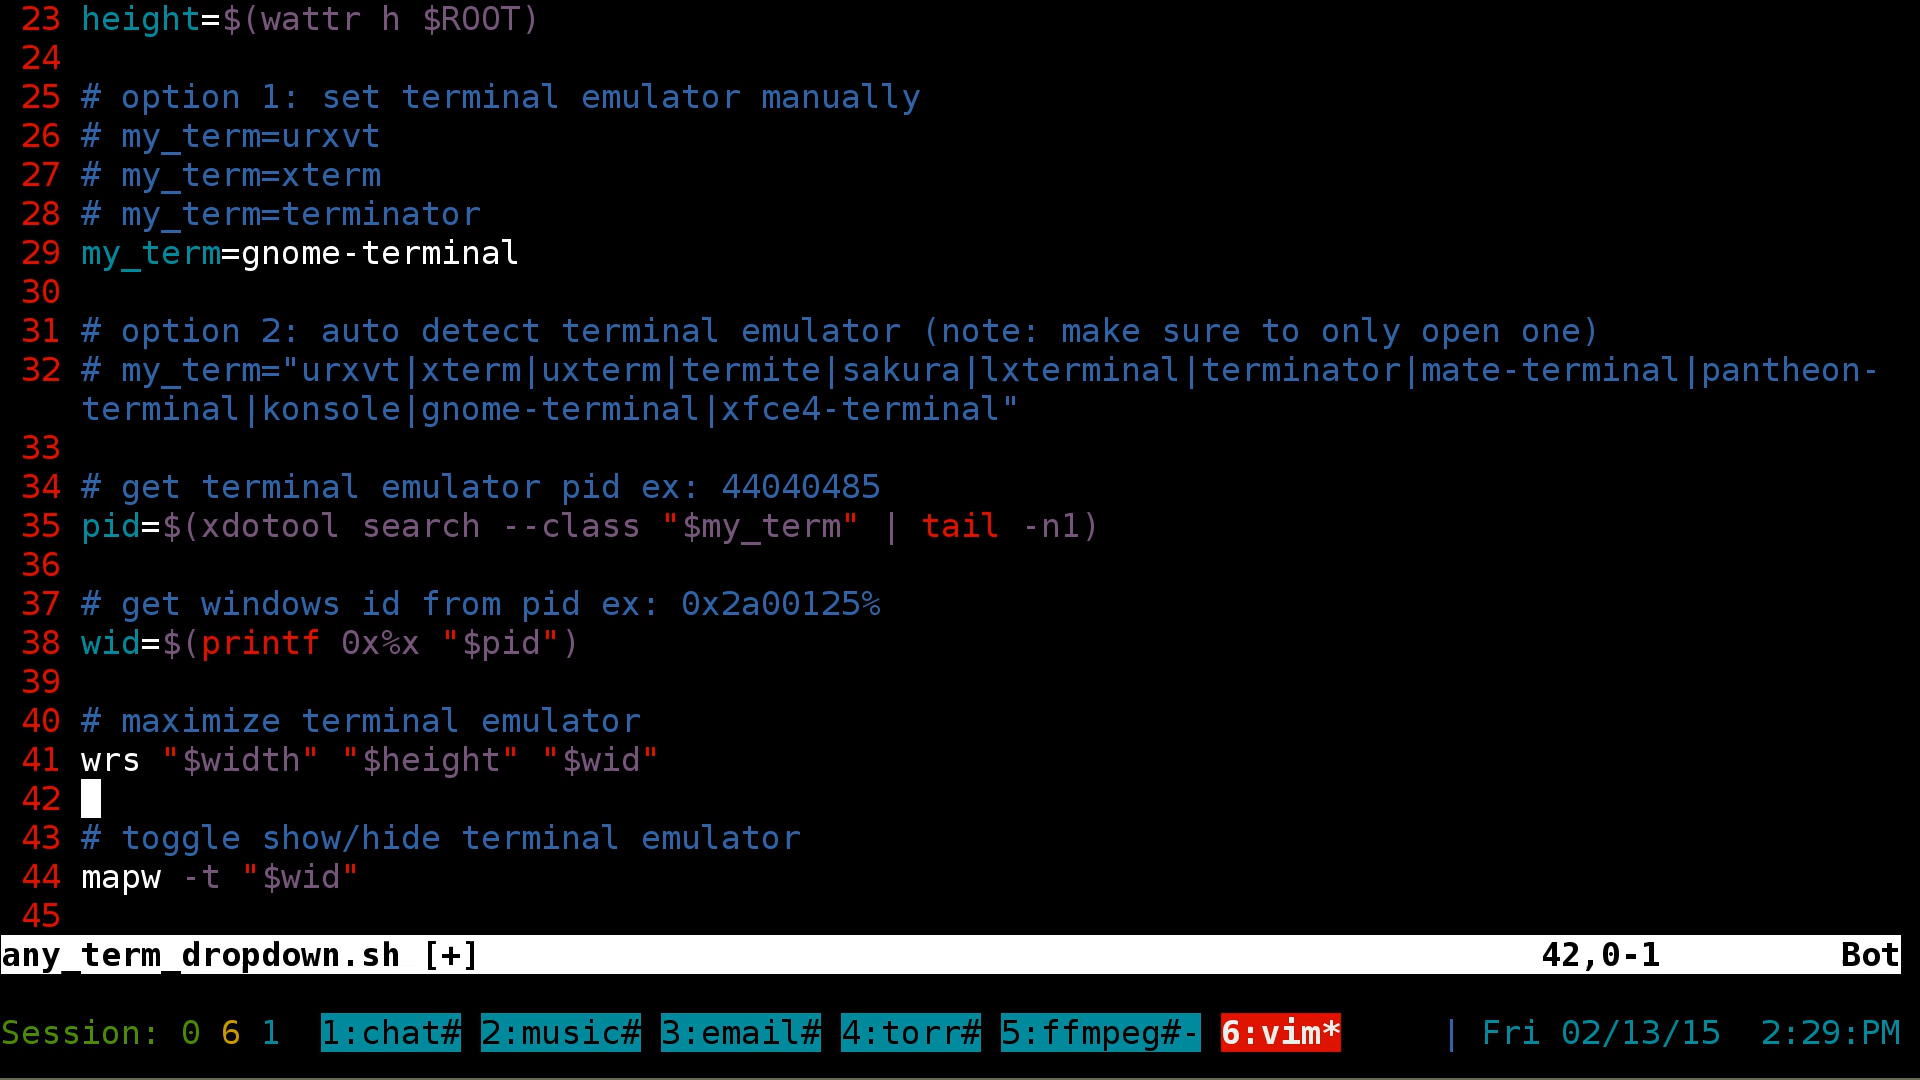 23 height=$(wattr h $ROOT)
24
25 # option 1: set terminal emulator manually
26 # my_term=urxvt
27 # my_term=xterm
28 # my_term=terminator
29 my_term=gnome-terminal
30
31 # option 2: auto detect terminal emulator (note: make sure to only open one)
32 # my_term="urxvt|xterm|uxterm|termite|sakura|lxterminal|terminator|mate-terminal|pantheon-
terminal|konsole|gnome-terminal|xfce4-terminal"
33
34 # get terminal emulator pid ex: 44040485
35 pid=$(xdotool search --class "$my_term" | tail -n1)
36
37 # get windows id from pid ex: 0x2a00125%
38 wid=$(printf 0x%x "$pid")
39
40 # maximize terminal emulator
41 wrs "$width" "$height" "$wid"
42
43 # toggle show/hide terminal emulator
44 mapw -t "$wid"
45
any_term_dropdown.sh [+] 42,0-1 Bot
Session: 0 6 1 1:chat# 2:music# 3:email# 4:torr# 5:ffmpeg#- 6:vim* | Fri 02/13/15 2:29:PM